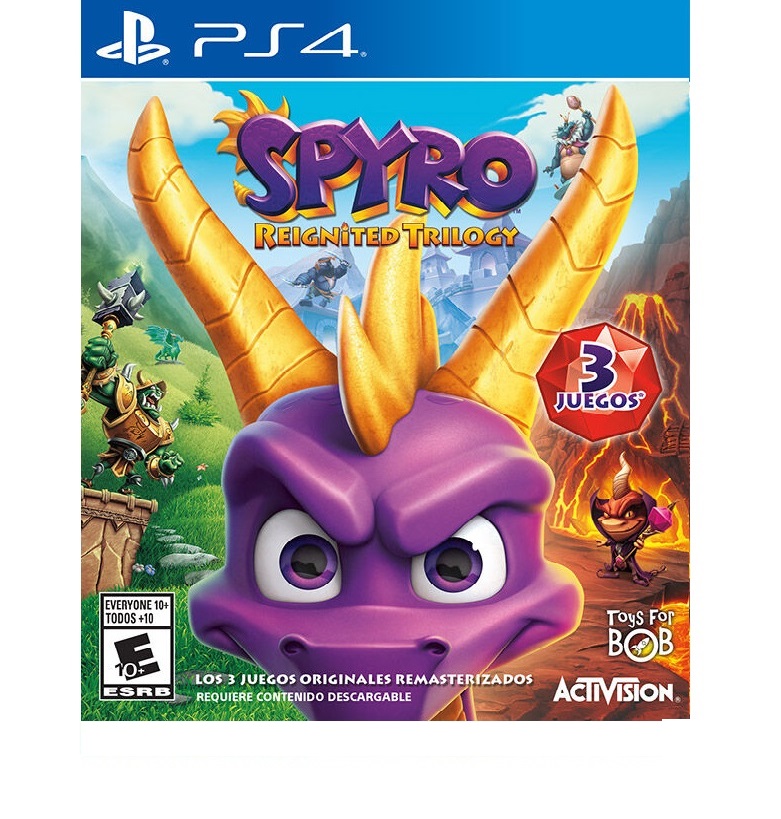 PS4
SPYRO
REIGNITED TRILOGY
3
JUEGOS
EVERYONE 10+
TODOS +10
E
10+
ESRB
LOS 3 JUEGOS ORIGINALES REMASTERIZADOS
REQUIERE CONTENIDO DESCARGABLE
TOYS FOR
BOB
ACTIVISION